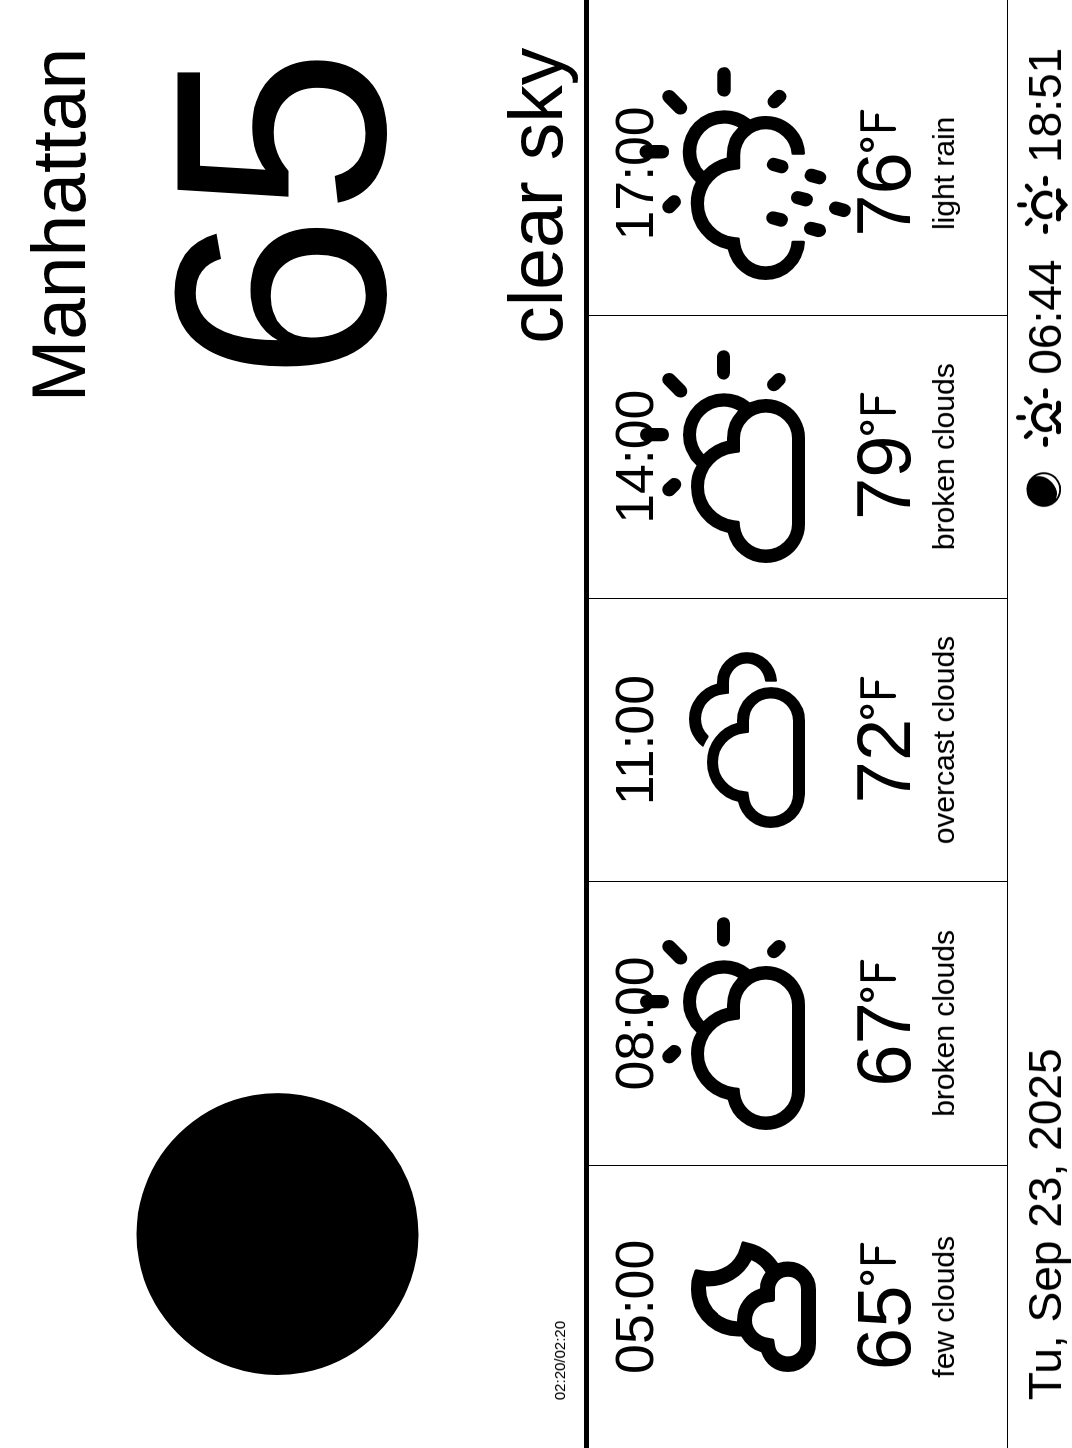 Manhattan
65
clear sky
02:20/02:20
05:00
65°F
few clouds
08:00
67°F
broken clouds
11:00
72°F
overcast clouds
14:00
79°F
broken clouds
17:00
76°F
light rain
Tu, Sep 23, 2025
06:44
18:51